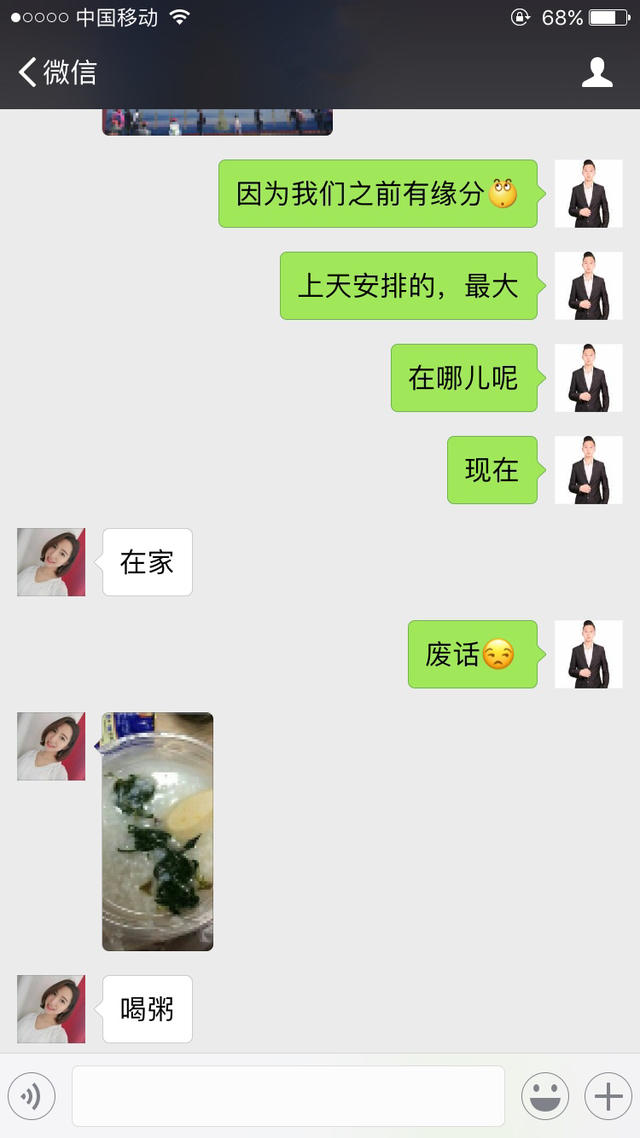 中国移动
68%
微信
因为我们之前有缘分
上天安排的，最大
在哪儿呢
现在
在家
废话
喝粥